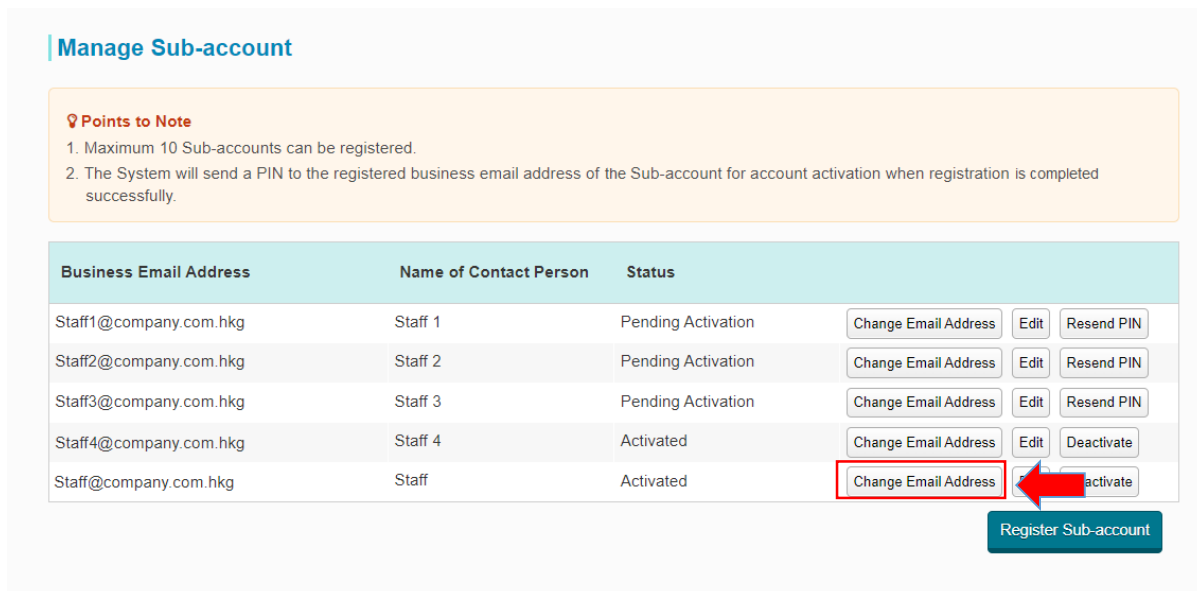 Manage Sub-account
Points to Note
1. Maximum 10 Sub-accounts can be registered.
2. The System will send a PIN to the registered business email address of the Sub-account for account activation when registration is completed
successfully.
Business Email Address Name of Contact Person Status
Staff1@company.com.hkg Staff 1 Pending Activation Change Email Address Edit Resend PIN
Staff2@company.com.hkg Staff 2 Pending Activation Change Email Address Edit Resend PIN
Staff3@company.com.hkg Staff 3 Pending Activation Change Email Address Edit Resend PIN
Staff4@company.com.hkg Staff 4 Activated Change Email Address Edit Deactivate
Staff@company.com.hkg Staff Activated Change Email Address
Register Sub-account